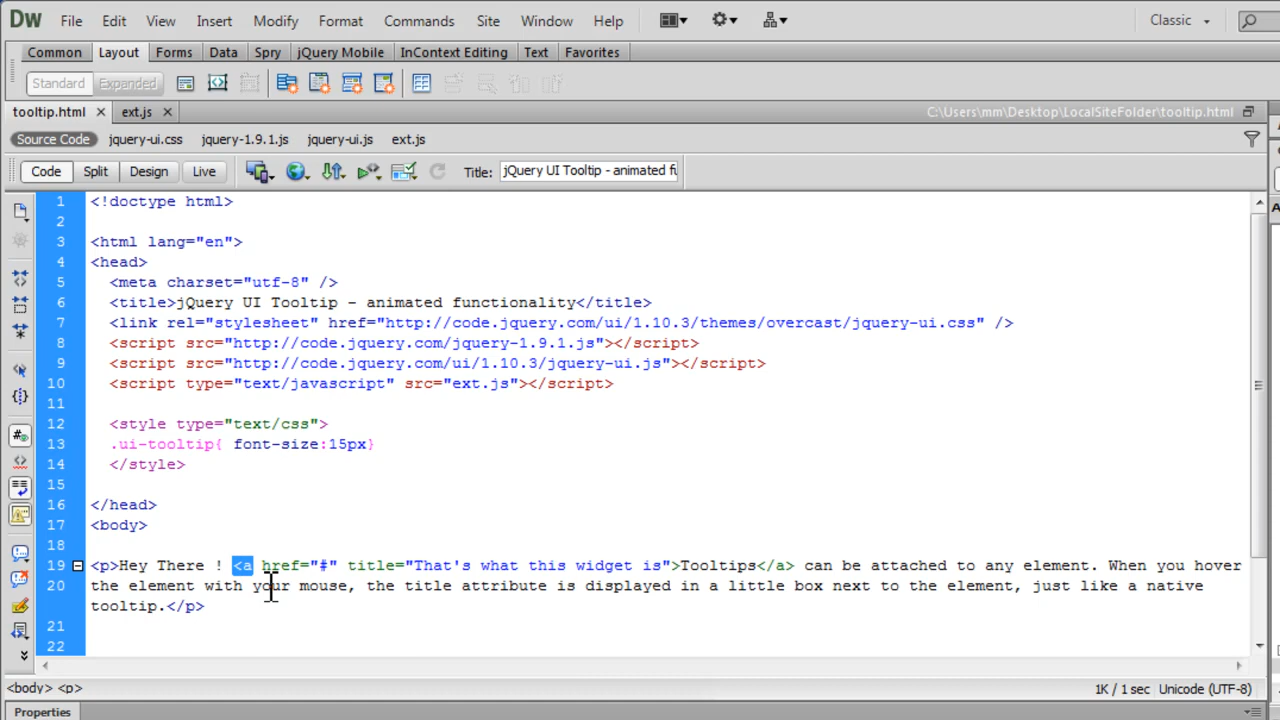 Dw File Edit View Insert Modify Format Commands Site Window Help Classic
Common Layout Forms Data Spry jQuery Mobile InContext Editing Text Favorites
Standard Expanded
tooltip.html ext.js C:\Users\mm\Desktop\LocalSiteFolder\tooltip.html
Source Code jquery-ui.css jquery-1.9.1.js jquery-ui.js ext.js
Code Split Design Live Title: jQuery UI Tooltip - animated fu
1 <!doctype html>
2
3 <html lang="en">
4 <head>
5 <meta charset="utf-8" />
6 <title>jQuery UI Tooltip - animated functionality</title>
7 <link rel="stylesheet" href="http://code.jquery.com/ui/1.10.3/themes/overcast/jquery-ui.css" />
8 <script src="http://code.jquery.com/jquery-1.9.1.js"></script>
9 <script src="http://code.jquery.com/ui/1.10.3/jquery-ui.js"></script>
10 <script type="text/javascript" src="ext.js"></script>
11
12 <style type="text/css">
13 .ui-tooltip{ font-size:15px}
14 </style>
15
16 </head>
17 <body>
18
19 <p>Hey There ! <a href="#" title="That's what this widget is">Tooltips</a> can be attached to any element. When you hover
20 the element with your mouse, the title attribute is displayed in a little box next to the element, just like a native
tooltip.</p>
21
22
<body> <p> 1K / 1 sec Unicode (UTF-8)
Properties